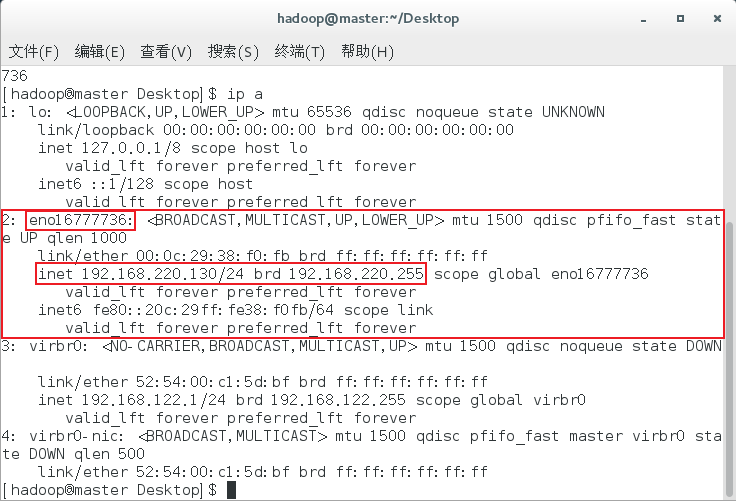 hadoop@master:~/Desktop
文件(F) 编辑(E) 查看(V) 搜索(S) 终端(T) 帮助(H)
736
[hadoop@master Desktop]$ ip a
1: lo: <LOOPBACK,UP,LOWER_UP> mtu 65536 qdisc noqueue state UNKNOWN
    link/loopback 00:00:00:00:00:00 brd 00:00:00:00:00:00
    inet 127.0.0.1/8 scope host lo
       valid_lft forever preferred_lft forever
    inet6 ::1/128 scope host
       valid_lft forever preferred_lft forever
2: eno16777736: <BROADCAST,MULTICAST,UP,LOWER_UP> mtu 1500 qdisc pfifo_fast stat
e UP qlen 1000
    link/ether 00:0c:29:38:f0:fb brd ff:ff:ff:ff:ff:ff
    inet 192.168.220.130/24 brd 192.168.220.255 scope global eno16777736
       valid_lft forever preferred_lft forever
    inet6 fe80::20c:29ff:fe38:f0fb/64 scope link
       valid_lft forever preferred_lft forever
3: virbr0: <NO-CARRIER,BROADCAST,MULTICAST,UP> mtu 1500 qdisc noqueue state DOWN
    link/ether 52:54:00:c1:5d:bf brd ff:ff:ff:ff:ff:ff
    inet 192.168.122.1/24 brd 192.168.122.255 scope global virbr0
       valid_lft forever preferred_lft forever
4: virbr0-nic: <BROADCAST,MULTICAST> mtu 1500 qdisc pfifo_fast master virbr0 sta
te DOWN qlen 500
    link/ether 52:54:00:c1:5d:bf brd ff:ff:ff:ff:ff:ff
[hadoop@master Desktop]$